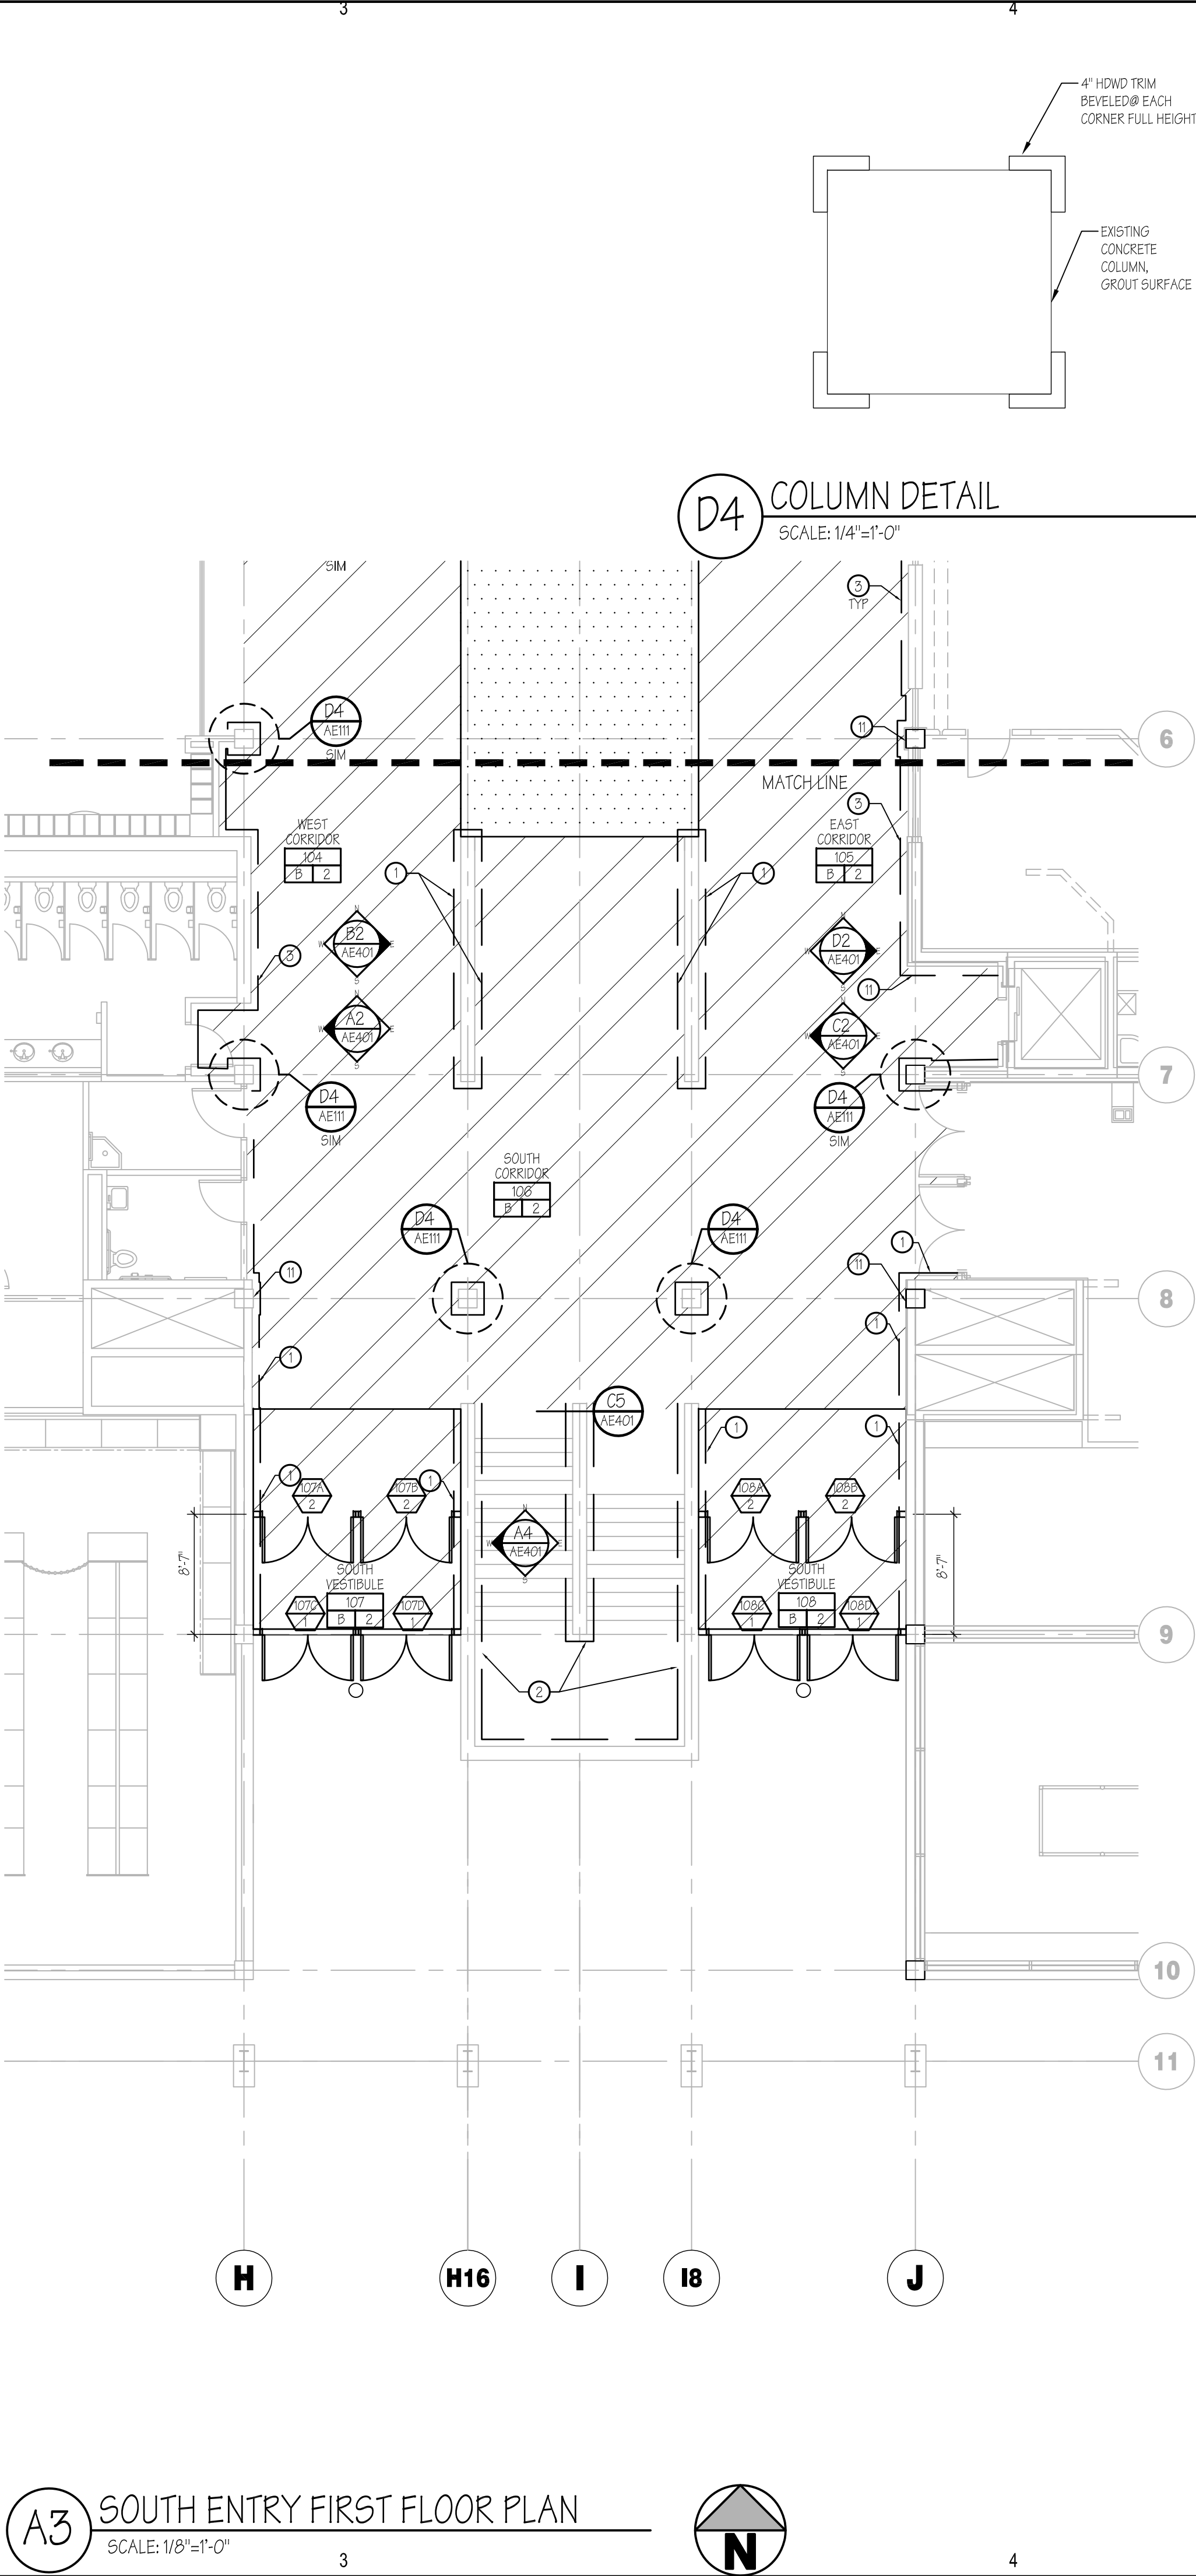 3
4
4" HDWD TRIM
BEVELED@ EACH
CORNER FULL HEIGHT
EXISTING
CONCRETE
COLUMN,
GROUT SURFACE
D4
COLUMN DETAIL
SCALE: 1/4"=1'-0"
SIM
3
TYP
D4
AE111
SIM
11
6
MATCH LINE
3
WEST
CORRIDOR
104
B 2
EAST
CORRIDOR
105
B 2
1
1
N
W B2 E
AE401
S
N
W D2 E
AE401
S
3
11
N
W A2 E
AE401
S
N
W C2 E
AE401
S
7
D4
AE111
SIM
D4
AE111
SIM
SOUTH
CORRIDOR
106
B 2
D4
AE111
D4
AE111
1
11
11
8
1
1
C5
AE401
1
1
1
1
107A
2
107B
2
108A
2
108B
2
8'-7"
8'-7"
N
W A4 E
AE401
S
SOUTH
VESTIBULE
107
B 2
SOUTH
VESTIBULE
108
B 2
107C
1
107D
1
108C
1
108D
1
9
2
10
11
H
H16
I
I8
J
A3
SOUTH ENTRY FIRST FLOOR PLAN
SCALE: 1/8"=1'-0"
N
3
4